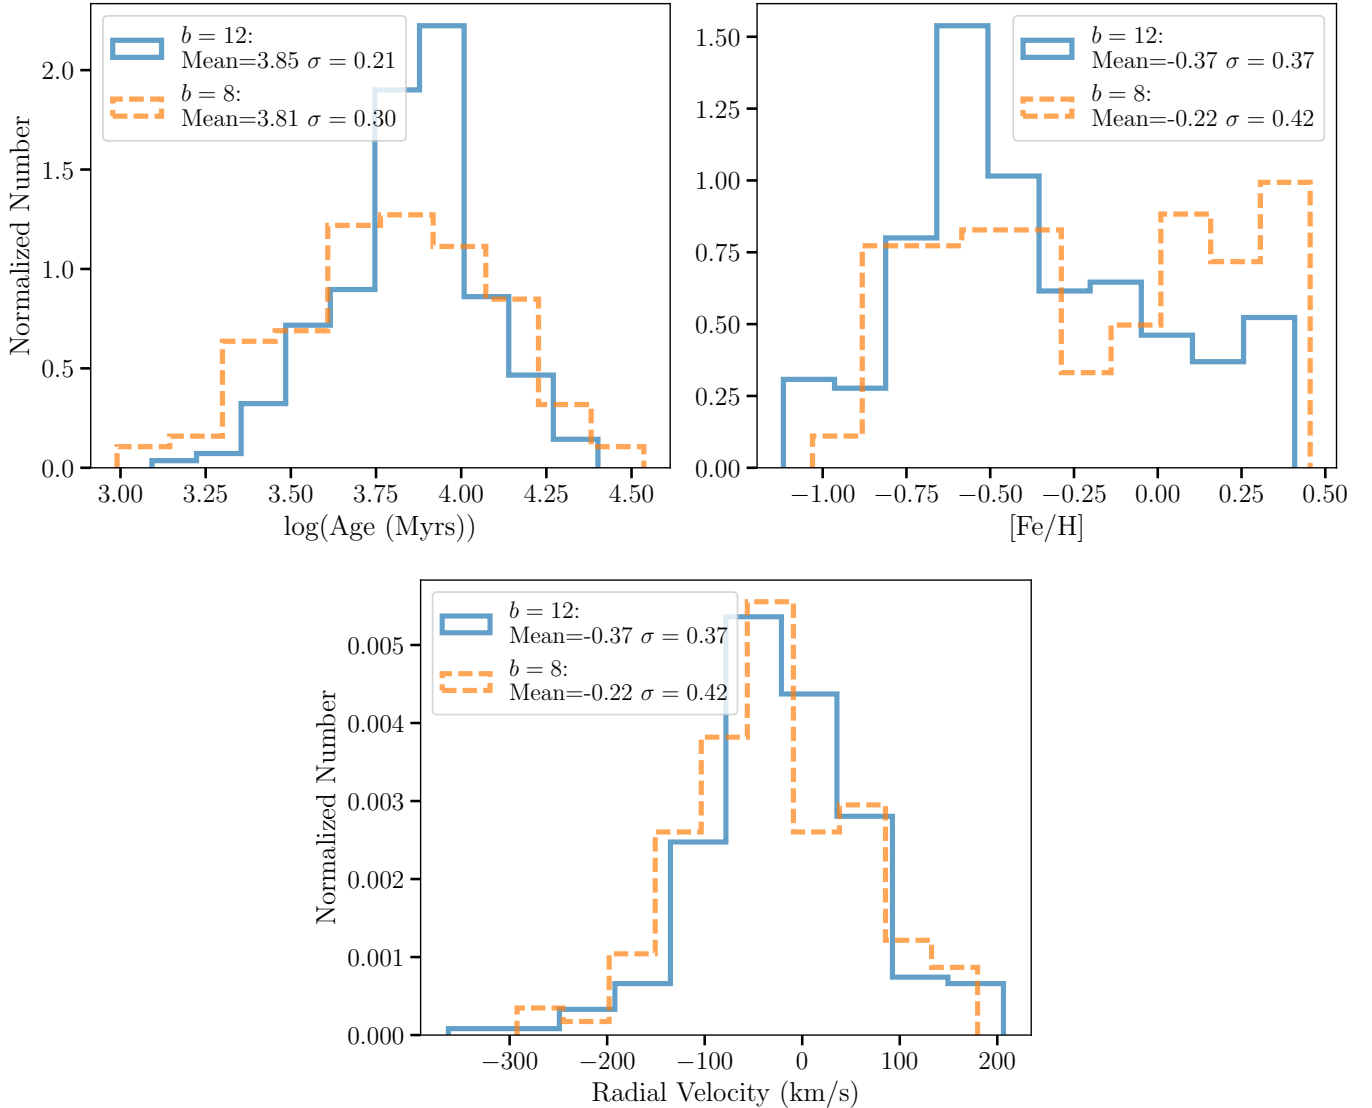 b = 12:
Mean=3.85 σ = 0.21
b = 8:
Mean=3.81 σ = 0.30
Normalized Number
2.0
1.5
1.0
0.5
0.0
3.00 3.25 3.50 3.75 4.00 4.25 4.50
log(Age (Myrs))
b = 12:
Mean=-0.37 σ = 0.37
b = 8:
Mean=-0.22 σ = 0.42
1.50
1.25
1.00
0.75
0.50
0.25
0.00
−1.00 −0.75 −0.50 −0.25 0.00 0.25 0.50
[Fe/H]
b = 12:
Mean=-0.37 σ = 0.37
b = 8:
Mean=-0.22 σ = 0.42
Normalized Number
0.005
0.004
0.003
0.002
0.001
0.000
−300 −200 −100 0 100 200
Radial Velocity (km/s)